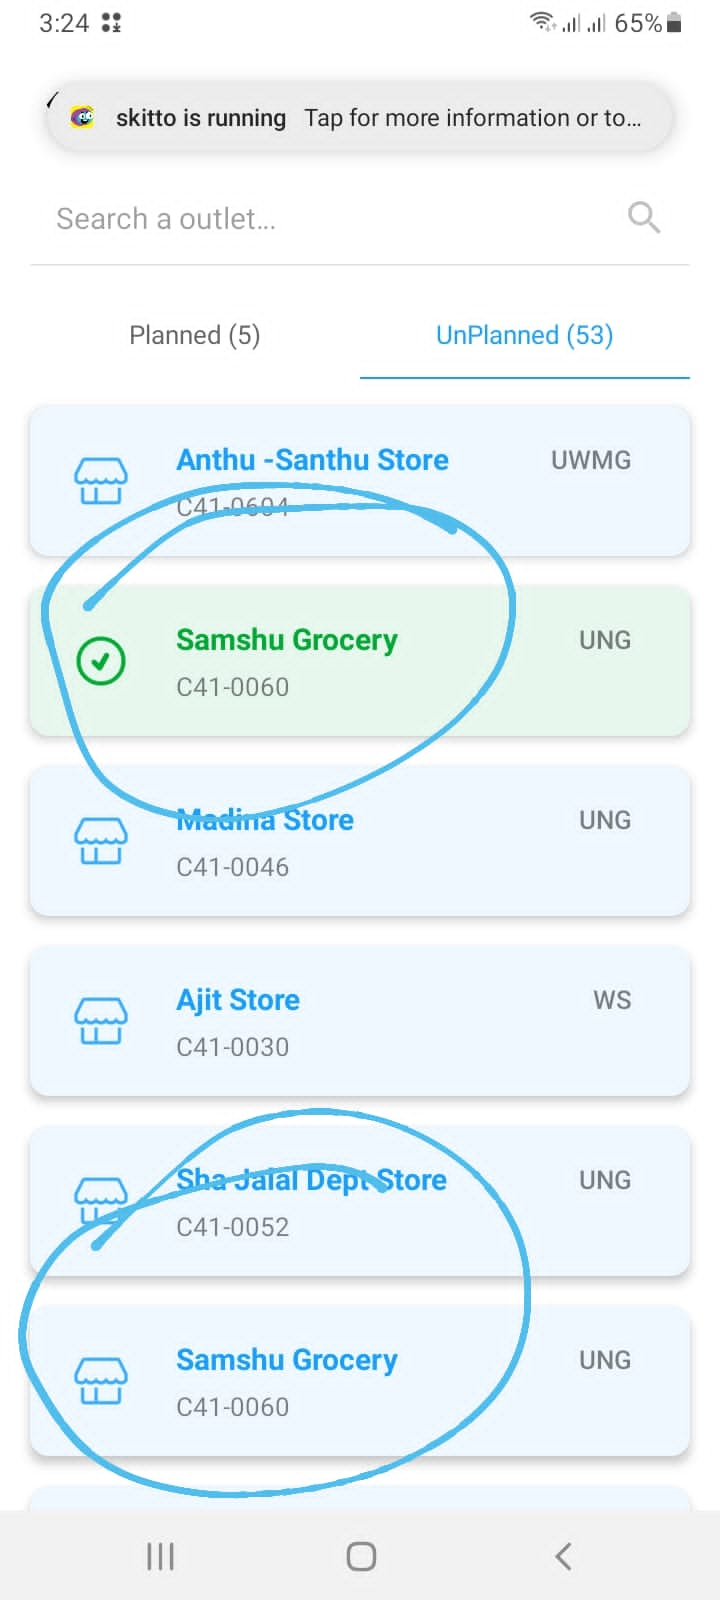 3:24 65%
skitto is running Tap for more information or to...
Search a outlet...
Planned (5) UnPlanned (53)
Anthu -Santhu Store UWMG
C41-0604
Samshu Grocery UNG
C41-0060
Madina Store UNG
C41-0046
Ajit Store WS
C41-0030
Sha Jalal Dept Store UNG
C41-0052
Samshu Grocery UNG
C41-0060